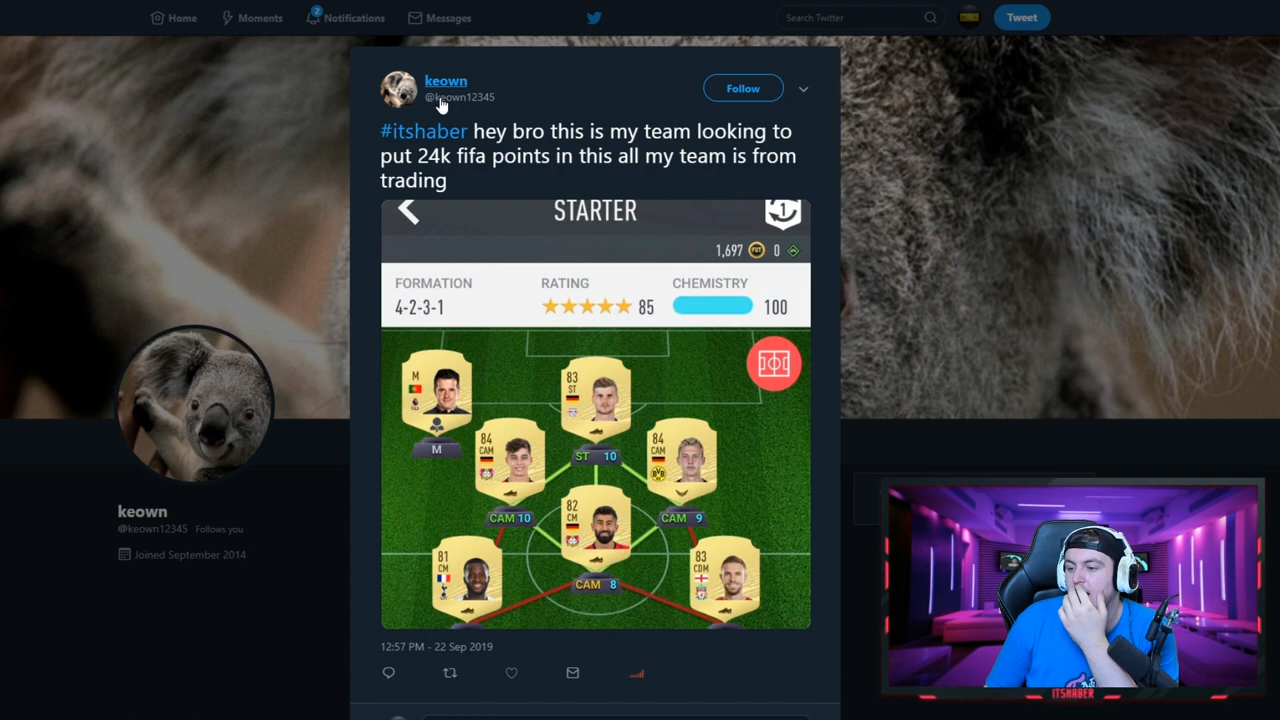 Home
Moments
2
Notifications
Messages
Search Twitter
Tweet
keown
@keown12345
Follow
#itshaber hey bro this is my team looking to
put 24k fifa points in this all my team is from
trading
STARTER
1
1,697 FUT 0
FORMATION
RATING
CHEMISTRY
4-2-3-1
85
100
M
M
83
ST
ST 10
84
CAM
CAM 10
84
CAM
CAM 9
82
CM
CAM 8
81
CM
83
CDM
12:57 PM - 22 Sep 2019
keown
@keown12345 Follows you
Joined September 2014
ITSHABER